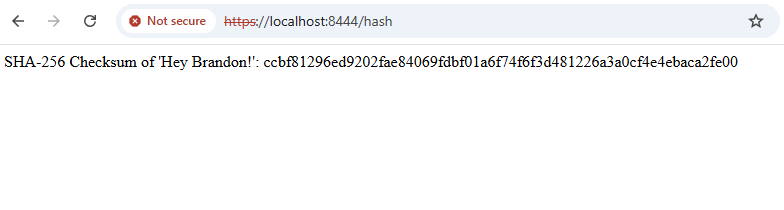 Not secure https://localhost:8444/hash
SHA-256 Checksum of 'Hey Brandon!': ccbf81296ed9202fae84069fdbf01a6f74f6f3d481226a3a0cf4e4ebaca2fe00